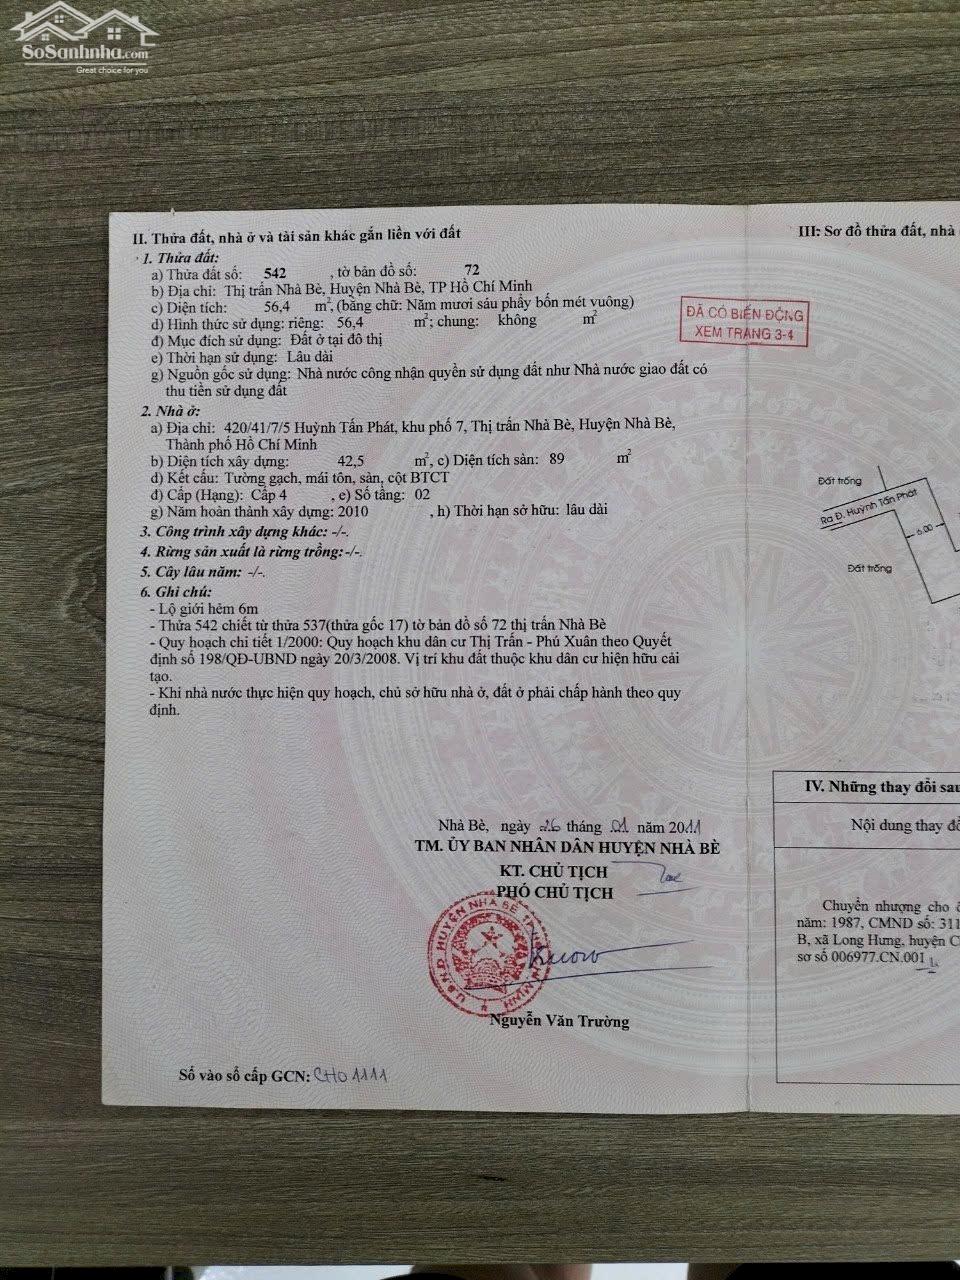 SoSanhnha.com
Great choice for you
II. Thửa đất, nhà ở và tài sản khác gắn liền với đất
1. Thửa đất:
a) Thửa đất số: 542 , tờ bản đồ số: 72
b) Địa chỉ: Thị trấn Nhà Bè, Huyện Nhà Bè, TP Hồ Chí Minh
c) Diện tích: 56,4 m², (bằng chữ: Năm mươi sáu phẩy bốn mét vuông)
d) Hình thức sử dụng: riêng: 56,4 m²; chung: không m²
đ) Mục đích sử dụng: Đất ở tại đô thị
e) Thời hạn sử dụng: Lâu dài
g) Nguồn gốc sử dụng: Nhà nước công nhận quyền sử dụng đất như Nhà nước giao đất có
thu tiền sử dụng đất
2. Nhà ở:
a) Địa chỉ: 420/41/7/5 Huỳnh Tấn Phát, khu phố 7, Thị trấn Nhà Bè, Huyện Nhà Bè,
Thành phố Hồ Chí Minh
b) Diện tích xây dựng: 42,5 m², c) Diện tích sàn: 89 m²
d) Kết cấu: Tường gạch, mái tôn, sàn, cột BTCT
đ) Cấp (Hạng): Cấp 4 , e) Số tầng: 02
g) Năm hoàn thành xây dựng: 2010 , h) Thời hạn sở hữu: lâu dài
3. Công trình xây dựng khác: -/-.
4. Rừng sản xuất là rừng trồng:-/-.
5. Cây lâu năm: -/-.
6. Ghi chú:
- Lộ giới hẻm 6m
- Thửa 542 chiết từ thửa 537(thửa gốc 17) tờ bản đồ số 72 thị trấn Nhà Bè
- Quy hoạch chi tiết 1/2000: Quy hoạch khu dân cư Thị Trấn - Phú Xuân theo Quyết
định số 198/QĐ-UBND ngày 20/3/2008. Vị trí khu đất thuộc khu dân cư hiện hữu cải
tạo.
- Khi nhà nước thực hiện quy hoạch, chủ sở hữu nhà ở, đất ở phải chấp hành theo quy
định.
Nhà Bè, ngày 26 tháng 01 năm 2011
TM. ỦY BAN NHÂN DÂN HUYỆN NHÀ BÈ
KT. CHỦ TỊCH
PHÓ CHỦ TỊCH
U.B.N.D HUYỆN NHÀ BÈ TP. HỒ CHÍ MINH
Nguyễn Văn Trường
Số vào sổ cấp GCN: CH01111
ĐÃ CÓ BIẾN ĐỘNG
XEM TRANG 3-4
III: Sơ đồ thửa đất, nhà
Đất trống
Ra Đ. Huỳnh Tấn Phát
6.00
Đất trống
IV. Những thay đổi sau
Nội dung thay đổ
Chuyển nhượng cho
năm: 1987, CMND số: 311
B, xã Long Hưng, huyện C
sơ số 006977.CN.001